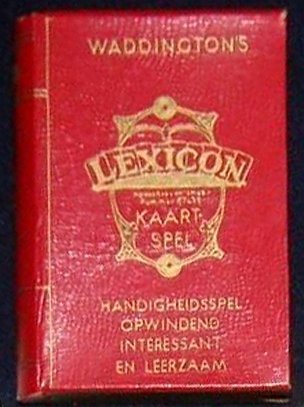 WADDINGTON'S
LEXICON
KAART-
SPEL
HANDIGHEIDSSPEL
OPWINDEND
INTERESSANT
EN LEERZAAM